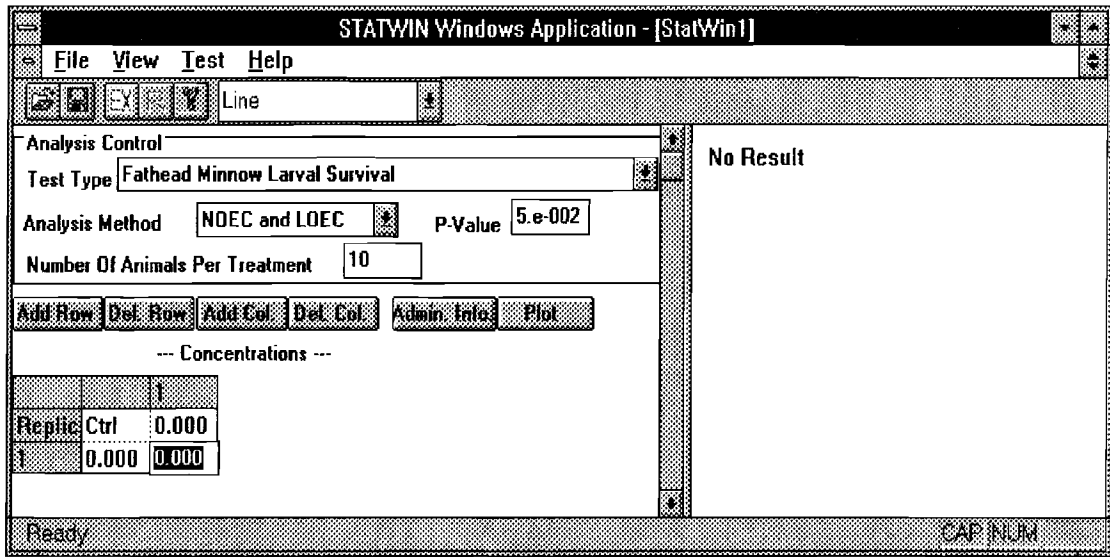 STATWIN Windows Application - [StatWin1]
File View Test Help
Line
Analysis Control
Test Type Fathead Minnow Larval Survival
Analysis Method NOEC and LOEC P-Value 5.e-002
Number Of Animals Per Treatment 10
Add Row Del. Row Add Col. Del. Col. Admin. Info. Plot
--- Concentrations ---
1
Replic Ctrl 0.000
1 0.000 0.000
No Result
Ready CAP NUM